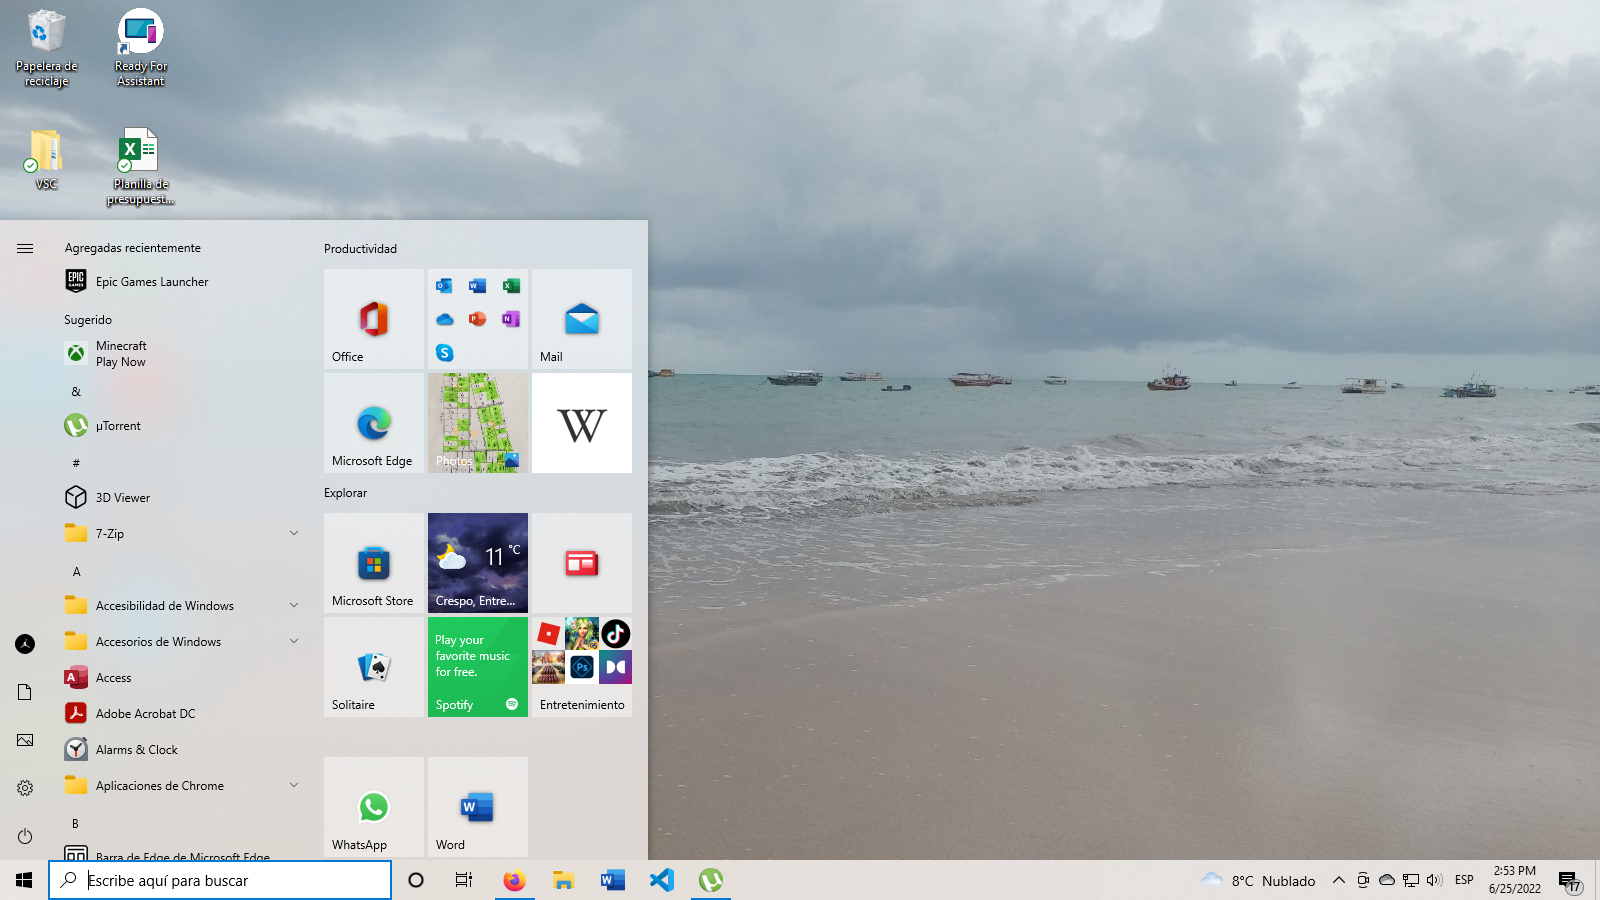 Papelera de
reciclaje
Ready For
Assistant
VSC
Planilla de
presupuest...
Agregadas recientemente
Epic Games Launcher
Sugerido
Minecraft
Play Now
&
µTorrent
#
3D Viewer
7-Zip
A
Accesibilidad de Windows
Accesorios de Windows
Access
Adobe Acrobat DC
Alarms & Clock
Aplicaciones de Chrome
B
Barra de Edge de Microsoft Edge
Productividad
Office
Mail
Microsoft Edge
Photos
W
Explorar
Microsoft Store
11 °C
Crespo, Entre...
Solitaire
Play your
favorite music
for free.
Spotify
Entretenimiento
WhatsApp
Word
Escribe aquí para buscar
8°C Nublado
ESP
2:53 PM
6/25/2022
17